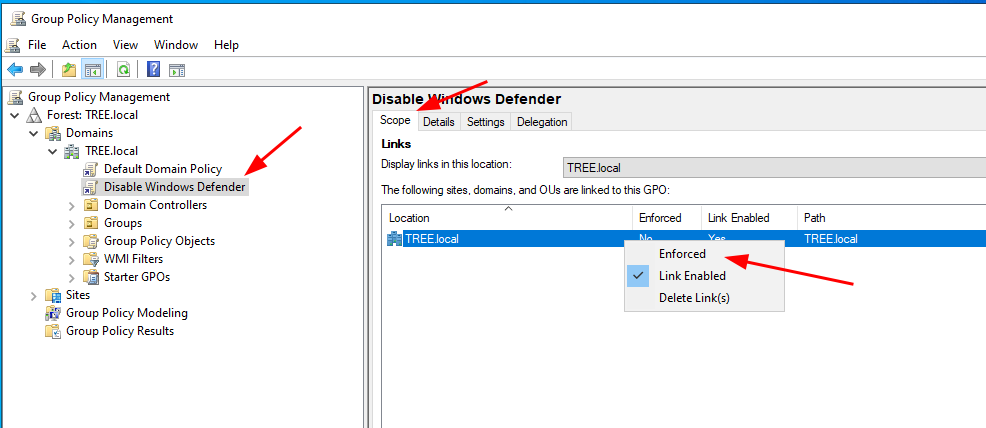 Group Policy Management
File Action View Window Help
Group Policy Management
Forest: TREE.local
Domains
TREE.local
Default Domain Policy
Disable Windows Defender
Domain Controllers
Groups
Group Policy Objects
WMI Filters
Starter GPOs
Sites
Group Policy Modeling
Group Policy Results
Disable Windows Defender
Scope Details Settings Delegation
Links
Display links in this location: TREE.local
The following sites, domains, and OUs are linked to this GPO:
Location Enforced Link Enabled Path
TREE.local No Yes TREE.local
Enforced
Link Enabled
Delete Link(s)